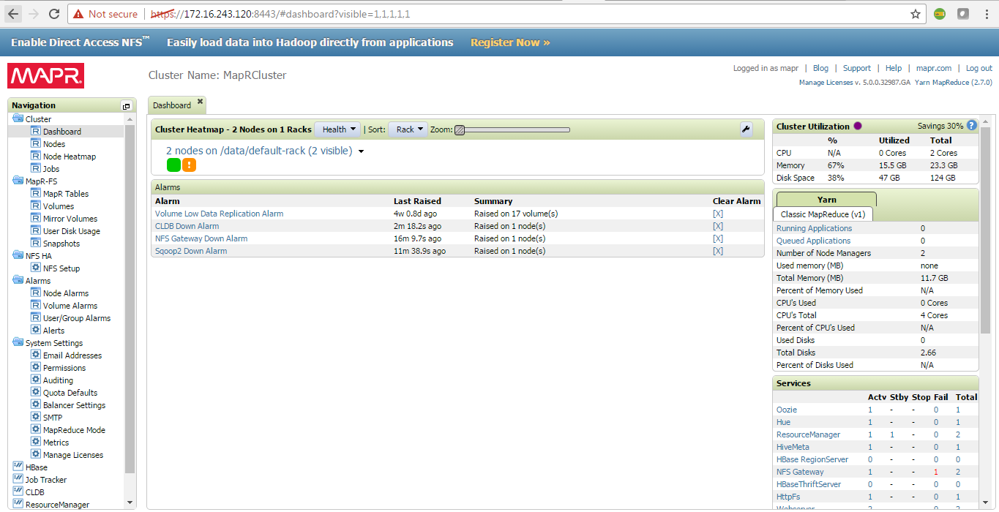 Not secure | https://172.16.243.120:8443/#dashboard?visible=1,1,1,1,1
Enable Direct Access NFS™ Easily load data into Hadoop directly from applications Register Now »
MAPR.
Cluster Name: MapRCluster
Logged in as mapr | Blog | Support | Help | mapr.com | Log out
Manage Licenses v. 5.0.0.32987.GA Yarn MapReduce (2.7.0)
Navigation
Cluster
Dashboard
Nodes
Node Heatmap
Jobs
MapR-FS
MapR Tables
Volumes
Mirror Volumes
User Disk Usage
Snapshots
NFS HA
NFS Setup
Alarms
Node Alarms
Volume Alarms
User/Group Alarms
Alerts
System Settings
Email Addresses
Permissions
Auditing
Quota Defaults
Balancer Settings
SMTP
MapReduce Mode
Metrics
Manage Licenses
HBase
Job Tracker
CLDB
ResourceManager
Dashboard
Cluster Heatmap - 2 Nodes on 1 Racks Health | Sort: Rack Zoom:
2 nodes on /data/default-rack (2 visible)
Alarms
Alarm Last Raised Summary Clear Alarm
Volume Low Data Replication Alarm 4w 0.8d ago Raised on 17 volume(s) [X]
CLDB Down Alarm 2m 18.2s ago Raised on 1 node(s) [X]
NFS Gateway Down Alarm 16m 9.7s ago Raised on 1 node(s) [X]
Sqoop2 Down Alarm 11m 38.9s ago Raised on 1 node(s) [X]
Cluster Utilization Savings 30% ?
% Utilized Total
CPU N/A 0 Cores 2 Cores
Memory 67% 15.5 GB 23.3 GB
Disk Space 38% 47 GB 124 GB
Yarn
Classic MapReduce (v1)
Running Applications 0
Queued Applications 0
Number of Node Managers 2
Used memory (MB) none
Total Memory (MB) 11.7 GB
Percent of Memory Used N/A
CPU's Used 0 Cores
CPU's Total 4 Cores
Percent of CPU's Used N/A
Used Disks 0
Total Disks 2.66
Percent of Disks Used N/A
Services
Actv Stby Stop Fail Total
Oozie 1 - - 0 1
Hue 1 - - 0 1
ResourceManager 1 1 - 0 2
HiveMeta 1 - - 0 1
HBase RegionServer 0 - - 0 0
NFS Gateway 1 - - 1 2
HBaseThriftServer 0 - - 0 0
HttpFs 1 - - 0 1
Webserver 2 - - 0 2